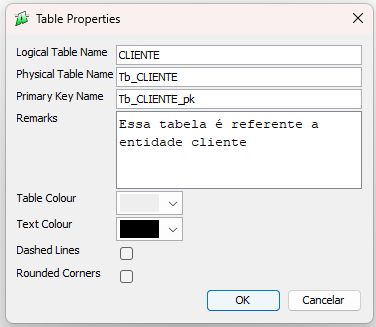 Table Properties
Logical Table Name CLIENTE
Physical Table Name Tb_CLIENTE
Primary Key Name Tb_CLIENTE_pk
Remarks
Essa tabela é referente a
entidade cliente
Table Colour
Text Colour
Dashed Lines
Rounded Corners
OK Cancelar